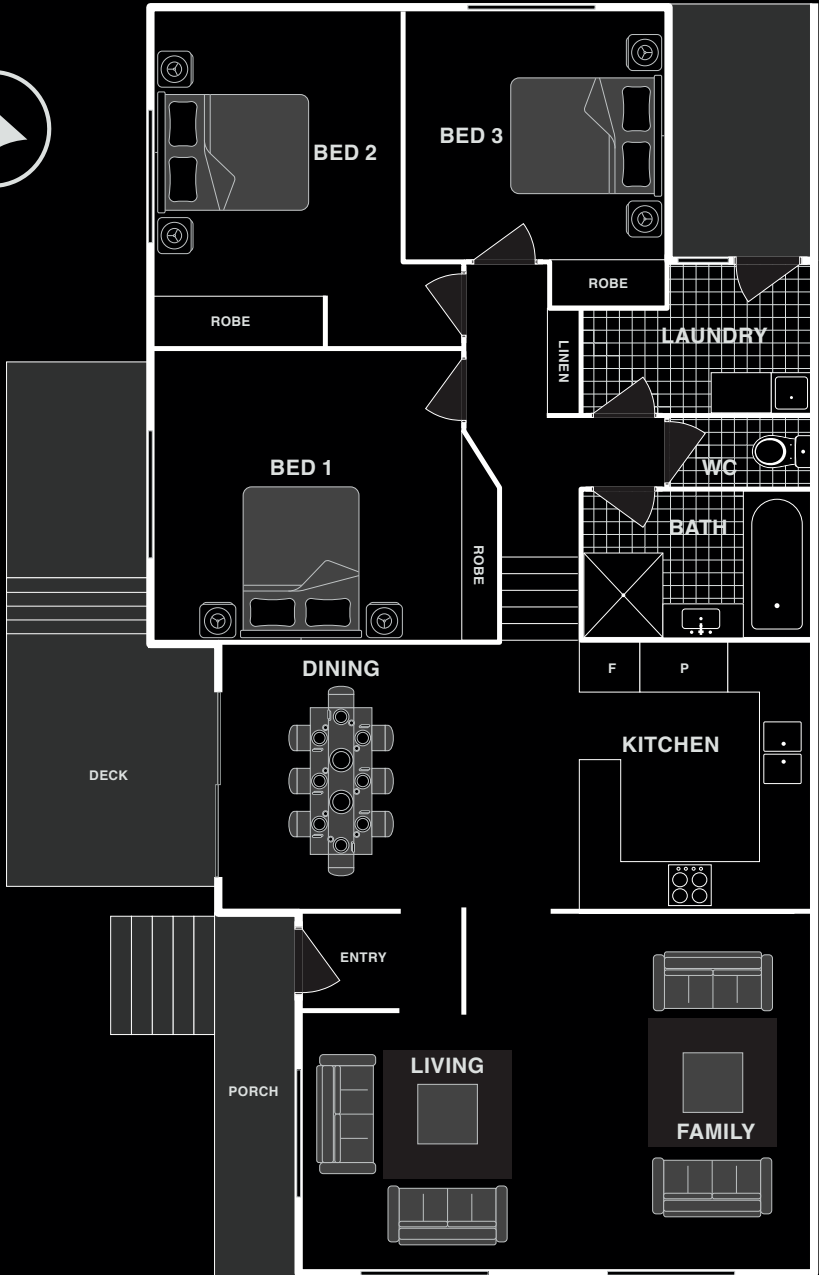 BED 2
BED 3
ROBE
ROBE
LAUNDRY
LINEN
WC
BED 1
BATH
ROBE
DINING
F
P
KITCHEN
DECK
ENTRY
LIVING
PORCH
FAMILY